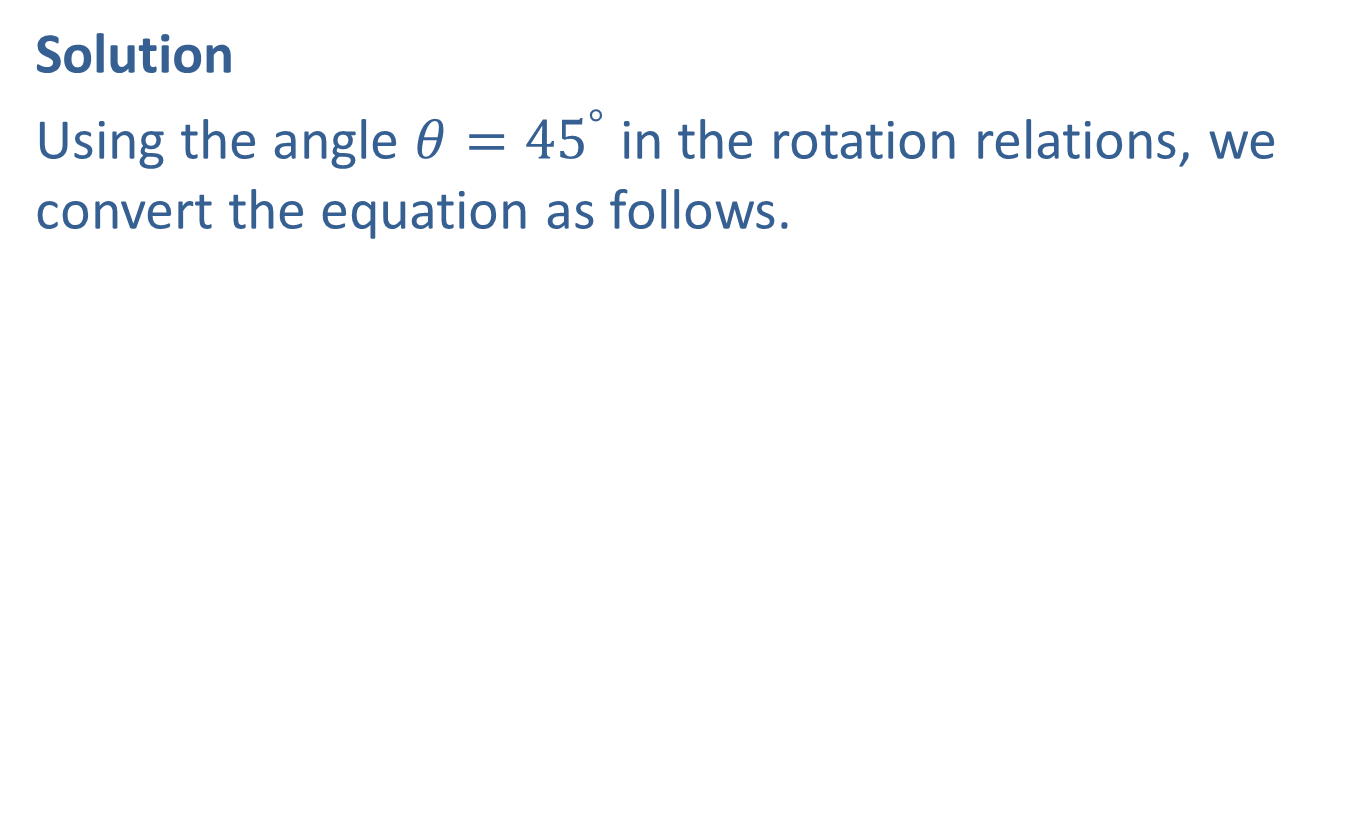 Solution
Using the angle θ = 45° in the rotation relations, we
convert the equation as follows.